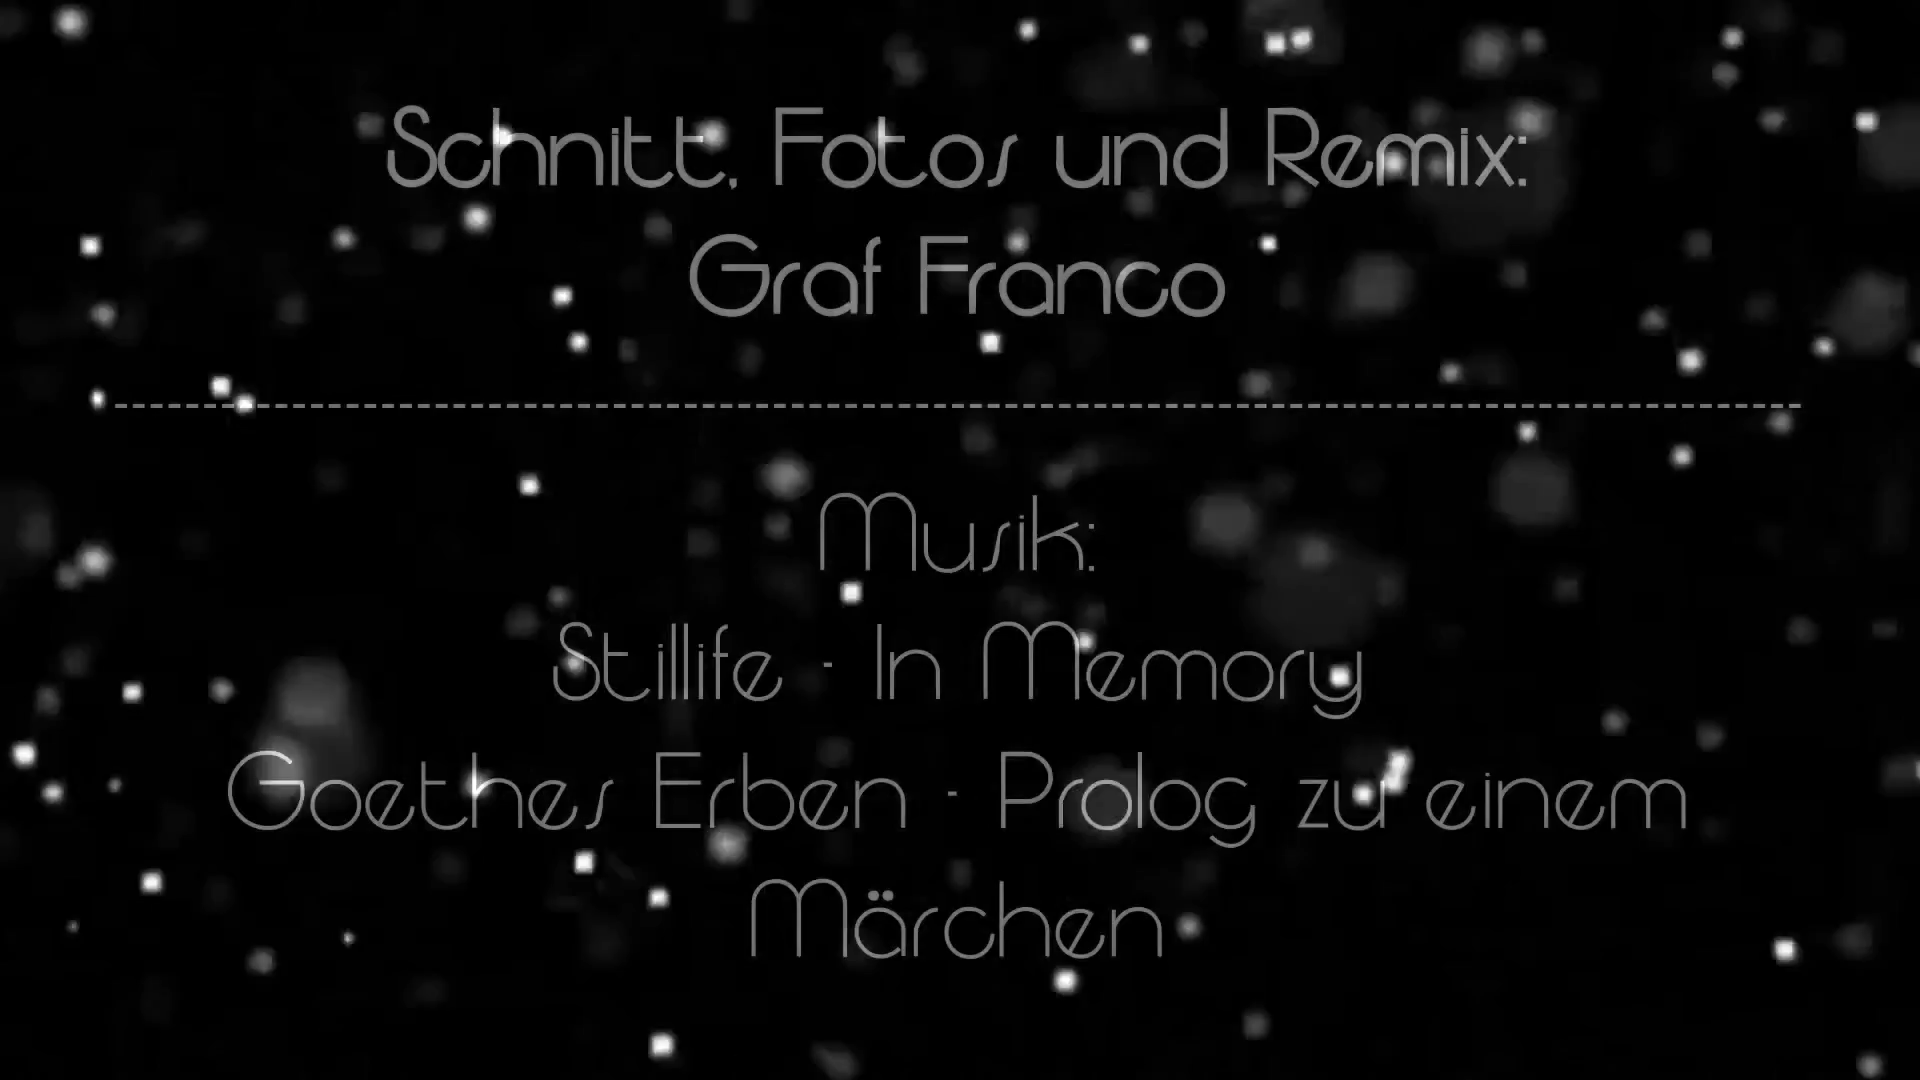 Schnitt, Fotos und Remix:
Graf Franco
Musik:
Stillife - In Memory
Goethes Erben - Prolog zu einem
Märchen